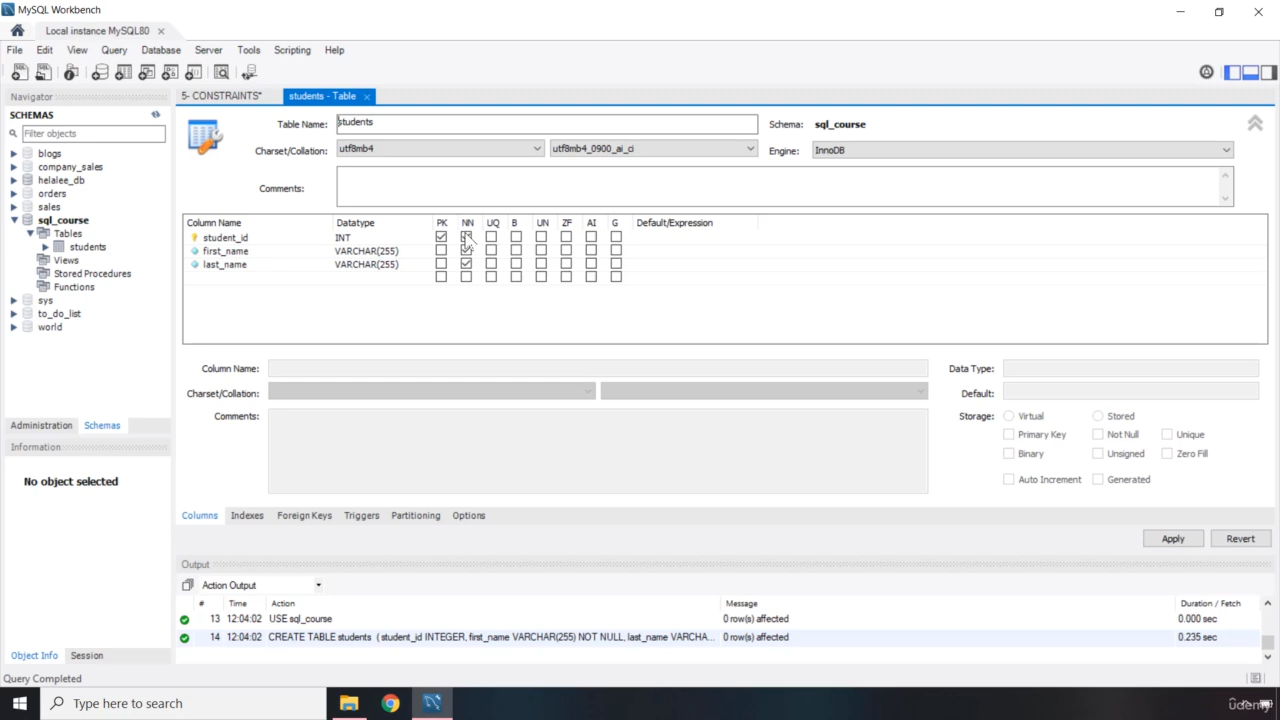 MySQL Workbench
Local instance MySQL80
File Edit View Query Database Server Tools Scripting Help
Navigator
SCHEMAS
Filter objects
blogs
company_sales
helalee_db
orders
sales
sql_course
Tables
students
Views
Stored Procedures
Functions
sys
to_do_list
world
Administration Schemas
Information
No object selected
Object Info Session
5- CONSTRAINTS* students - Table
Table Name: students Schema: sql_course
Charset/Collation: utf8mb4 utf8mb4_0900_ai_ci Engine: InnoDB
Comments:
Column Name Datatype PK NN UQ B UN ZF AI G Default/Expression
student_id INT
first_name VARCHAR(255)
last_name VARCHAR(255)
Column Name: Data Type:
Charset/Collation: Default:
Comments: Storage: Virtual Stored
Primary Key Not Null Unique
Binary Unsigned Zero Fill
Auto Increment Generated
Columns Indexes Foreign Keys Triggers Partitioning Options
Apply Revert
Output
Action Output
# Time Action Message Duration / Fetch
13 12:04:02 USE sql_course 0 row(s) affected 0.000 sec
14 12:04:02 CREATE TABLE students ( student_id INTEGER, first_name VARCHAR(255) NOT NULL, last_name VARCHA... 0 row(s) affected 0.235 sec
Query Completed
Type here to search
udemy